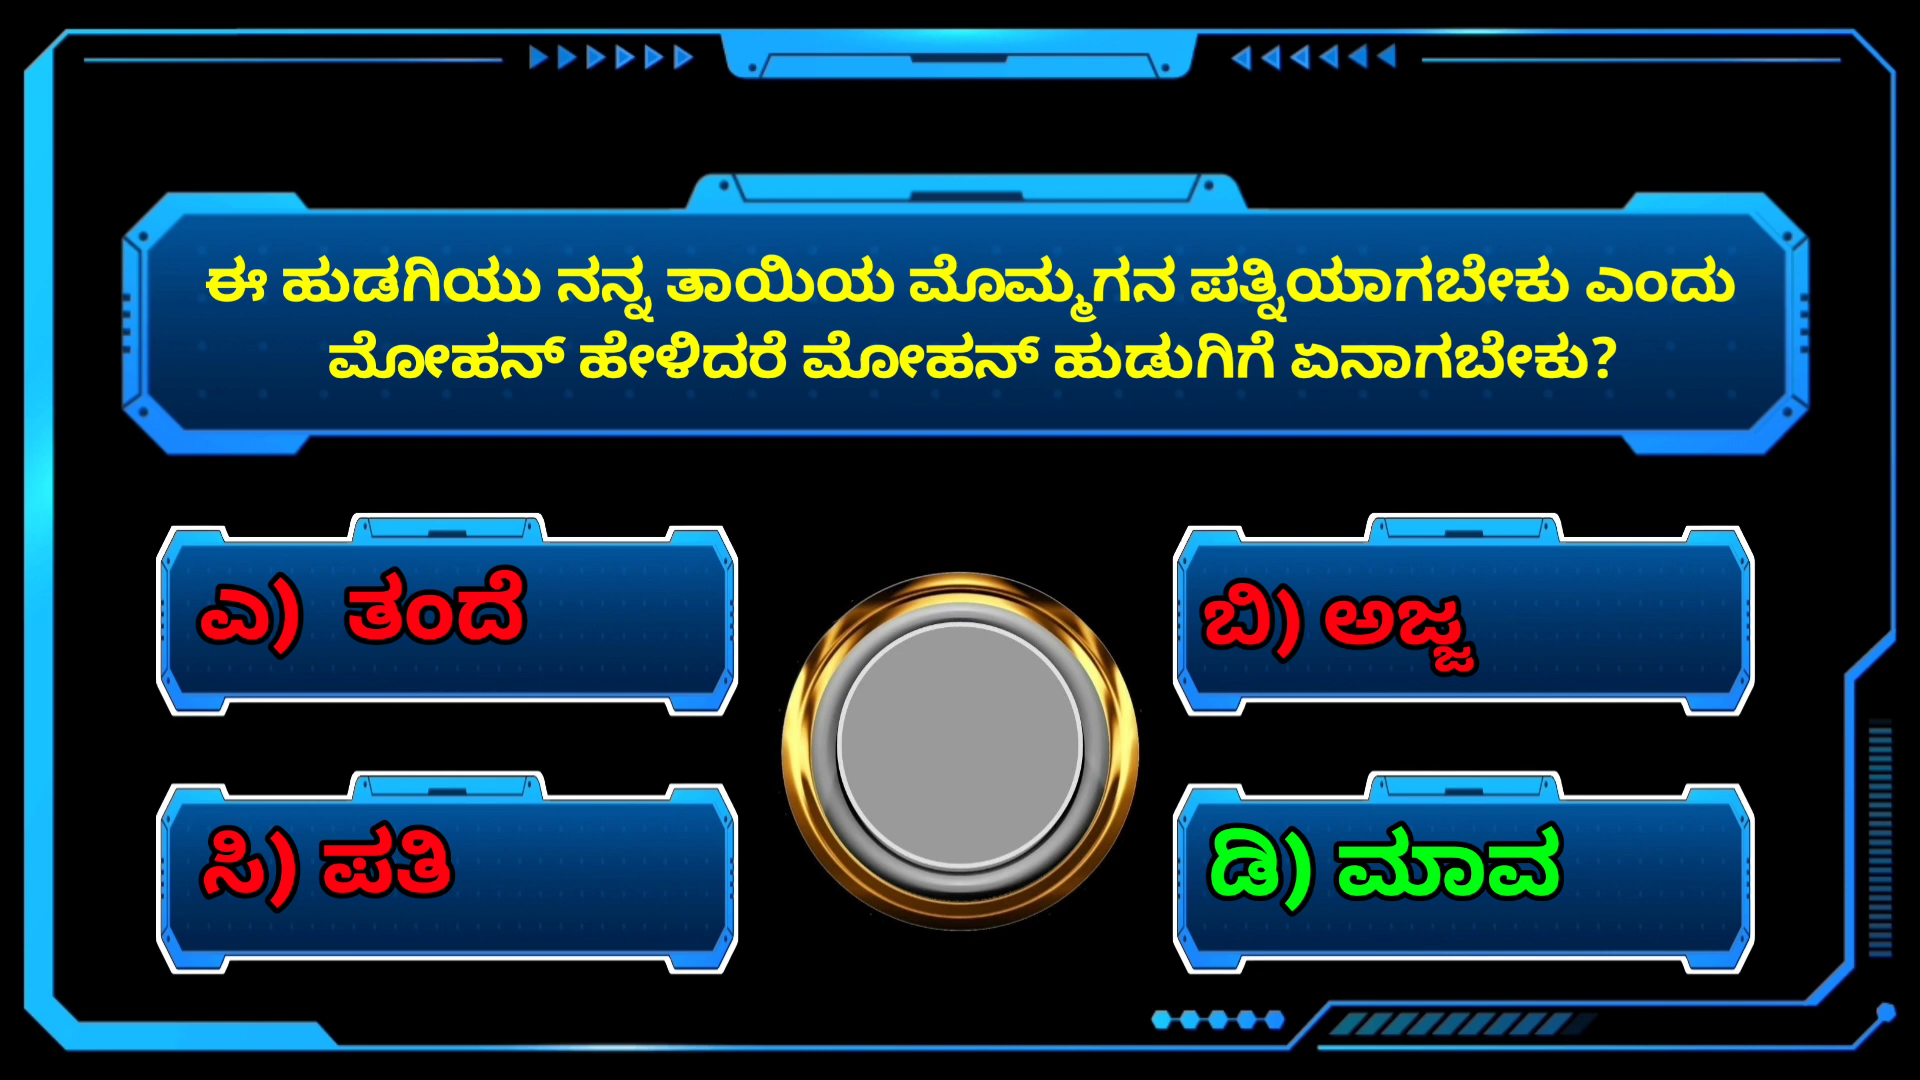 ಈ ಹುಡಗಿಯು ನನ್ನ ತಾಯಿಯ ಮೊಮ್ಮಗನ ಪತ್ನಿಯಾಗಬೇಕು ಎಂದು
ಮೋಹನ್ ಹೇಳಿದರೆ ಮೋಹನ್ ಹುಡುಗಿಗೆ ಏನಾಗಬೇಕು?
ಎ) ತಂದೆ
ಬಿ) ಅಜ್ಜ
ಸಿ) ಪತಿ
ಡಿ) ಮಾವ